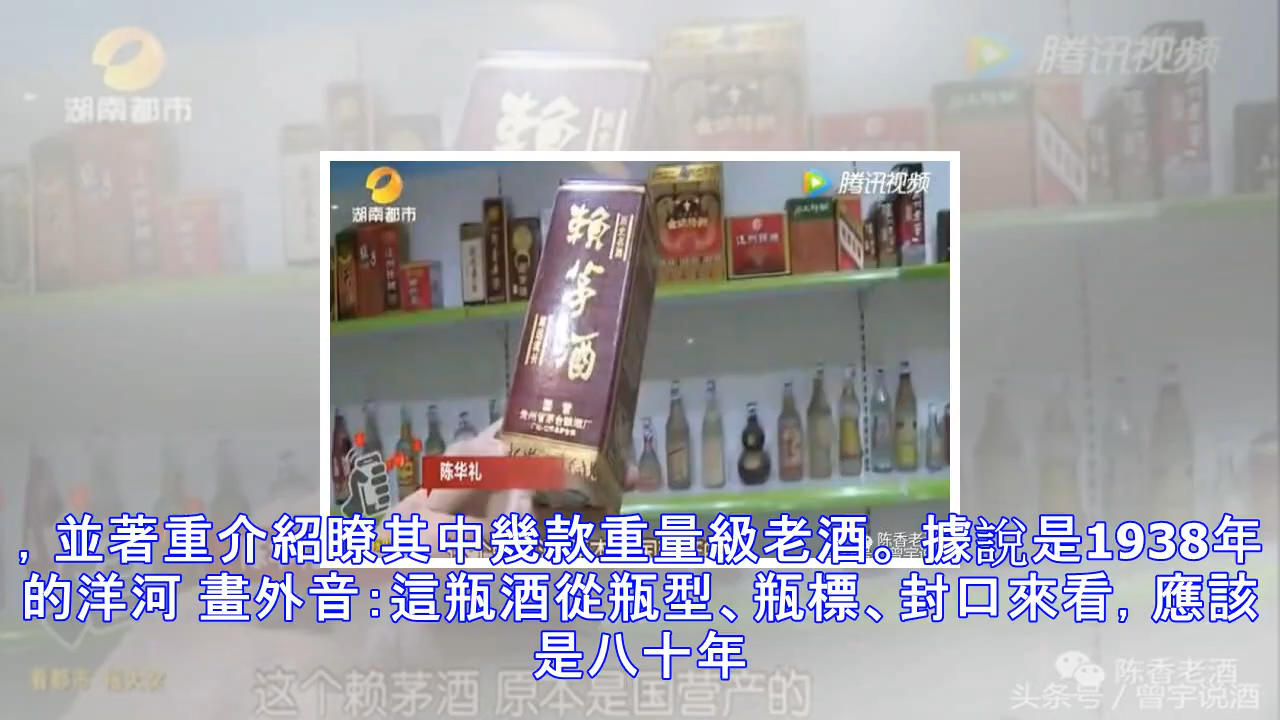 湖南都市
腾讯视频
湖南都市
腾讯视频
賴茅酒
国营
贵州省茅台酿酒厂
陈华礼
, 並著重介紹瞭其中幾款重量級老酒。據說是1938年
的洋河 畫外音:這瓶酒從瓶型、瓶標、封口來看, 應該
是八十年
这个赖茅酒 原本是国营产的
陈香老酒
头条号 / 曾宇说酒